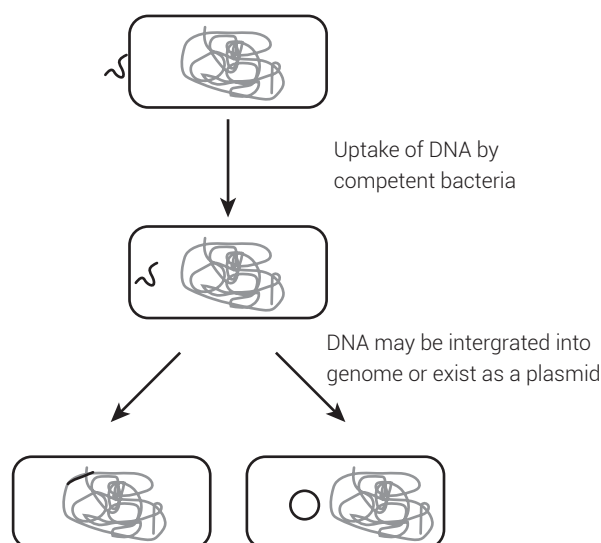 Uptake of DNA by
competent bacteria
DNA may be intergrated into
genome or exist as a plasmid